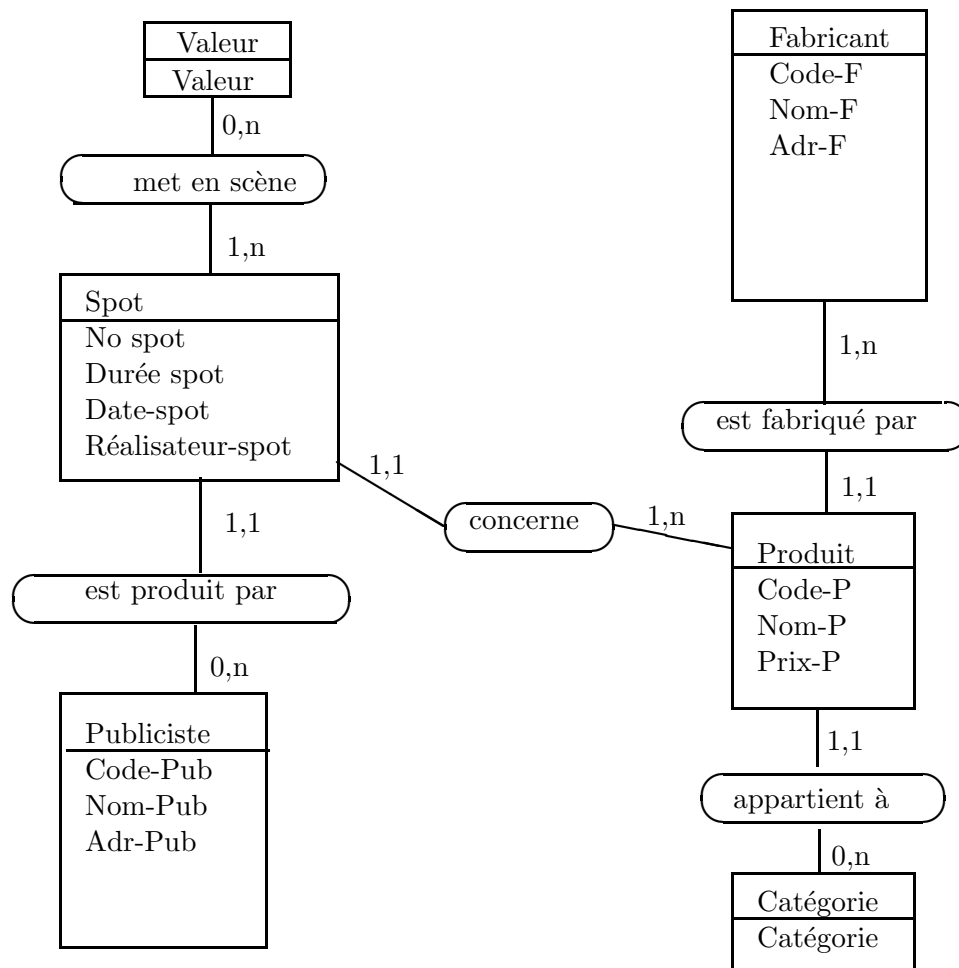 Valeur
Valeur
0,n
met en scène
1,n
Spot
No spot
Durée spot
Date-spot
Réalisateur-spot
1,1
est produit par
0,n
Publiciste
Code-Pub
Nom-Pub
Adr-Pub
1,1
concerne
1,n
Fabricant
Code-F
Nom-F
Adr-F
1,n
est fabriqué par
1,1
Produit
Code-P
Nom-P
Prix-P
1,1
appartient à
0,n
Catégorie
Catégorie